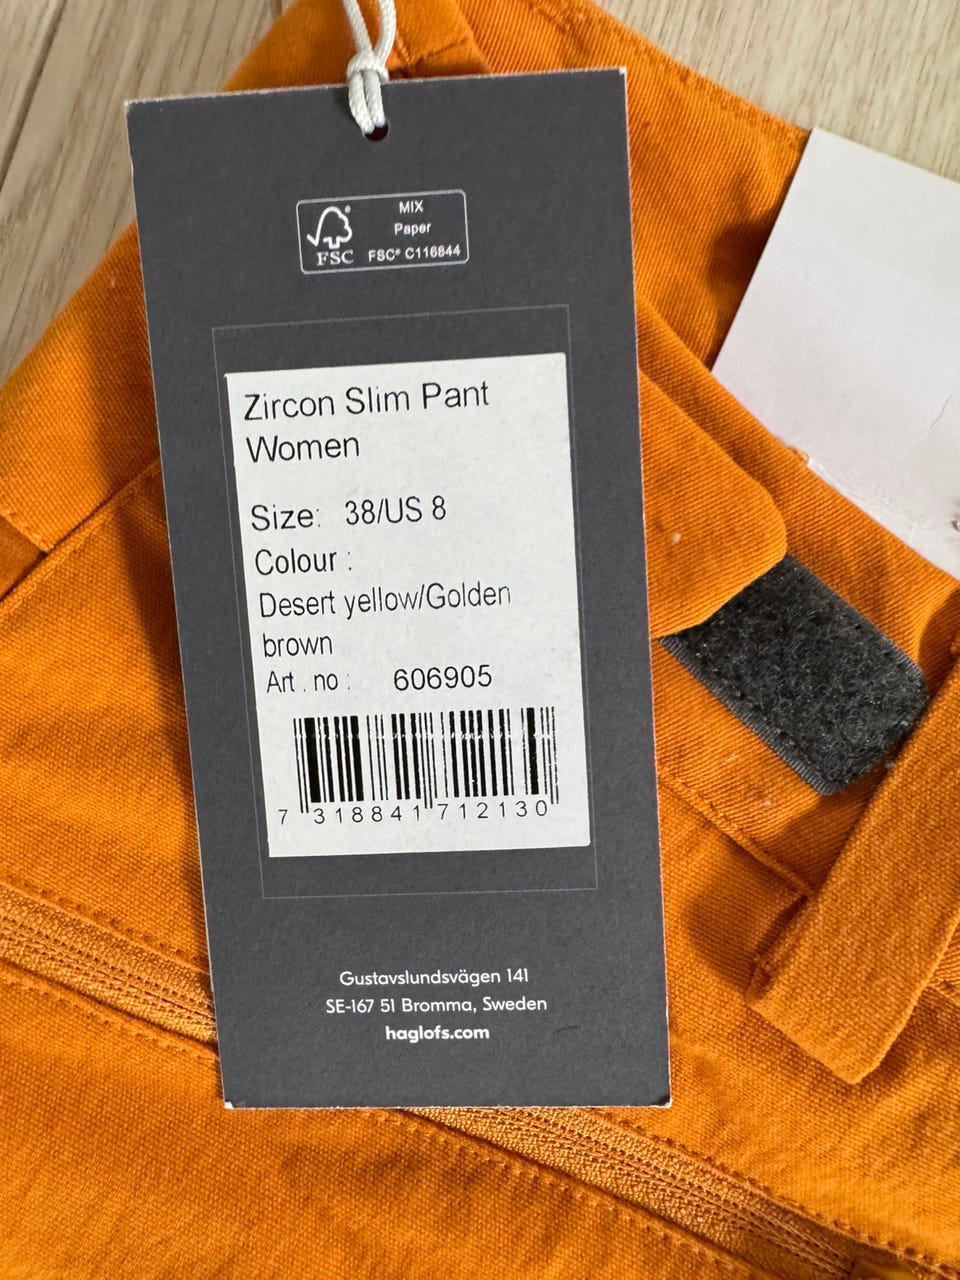 MIX
Paper
FSC® C116844
FSC
Zircon Slim Pant
Women
Size: 38/US 8
Colour :
Desert yellow/Golden
brown
Art . no : 606905
7 318841 712130
Gustavslundsvägen 141
SE-167 51 Bromma, Sweden
haglofs.com